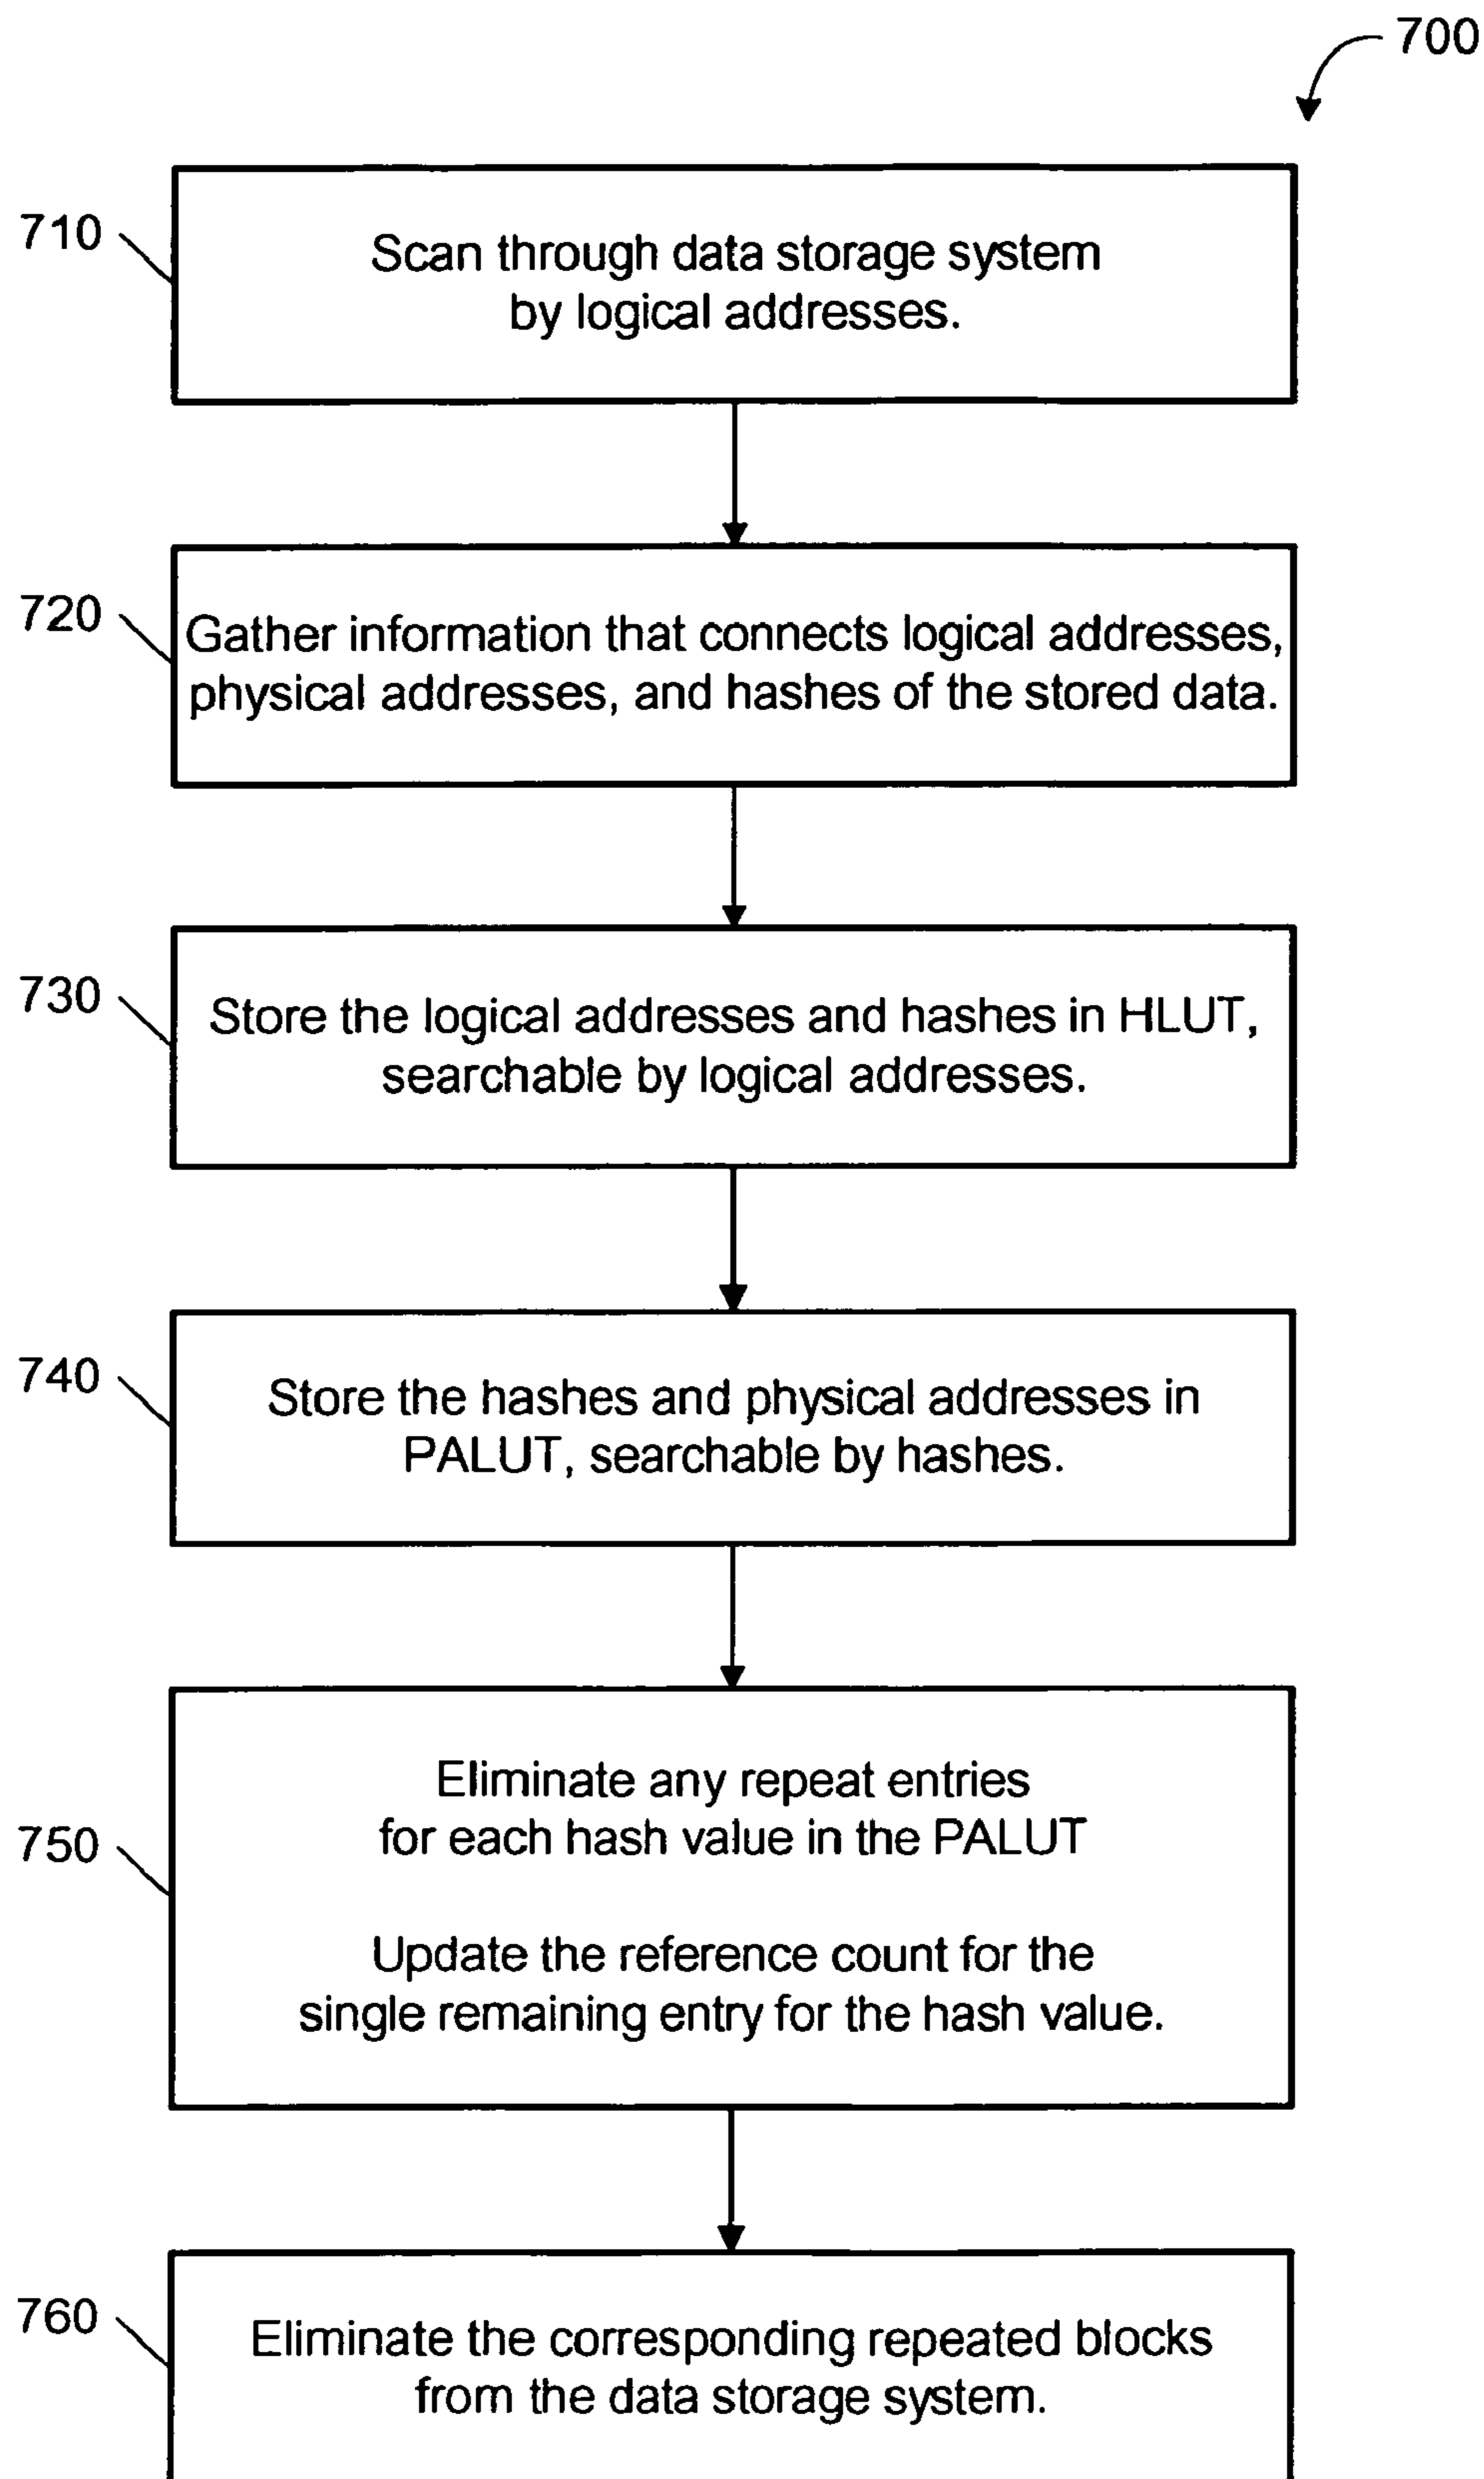 700
710
Scan through data storage system
by logical addresses.
720
Gather information that connects logical addresses,
physical addresses, and hashes of the stored data.
730
Store the logical addresses and hashes in HLUT,
searchable by logical addresses.
740
Store the hashes and physical addresses in
PALUT, searchable by hashes.
750
Eliminate any repeat entries
for each hash value in the PALUT
Update the reference count for the
single remaining entry for the hash value.
760
Eliminate the corresponding repeated blocks
from the data storage system.